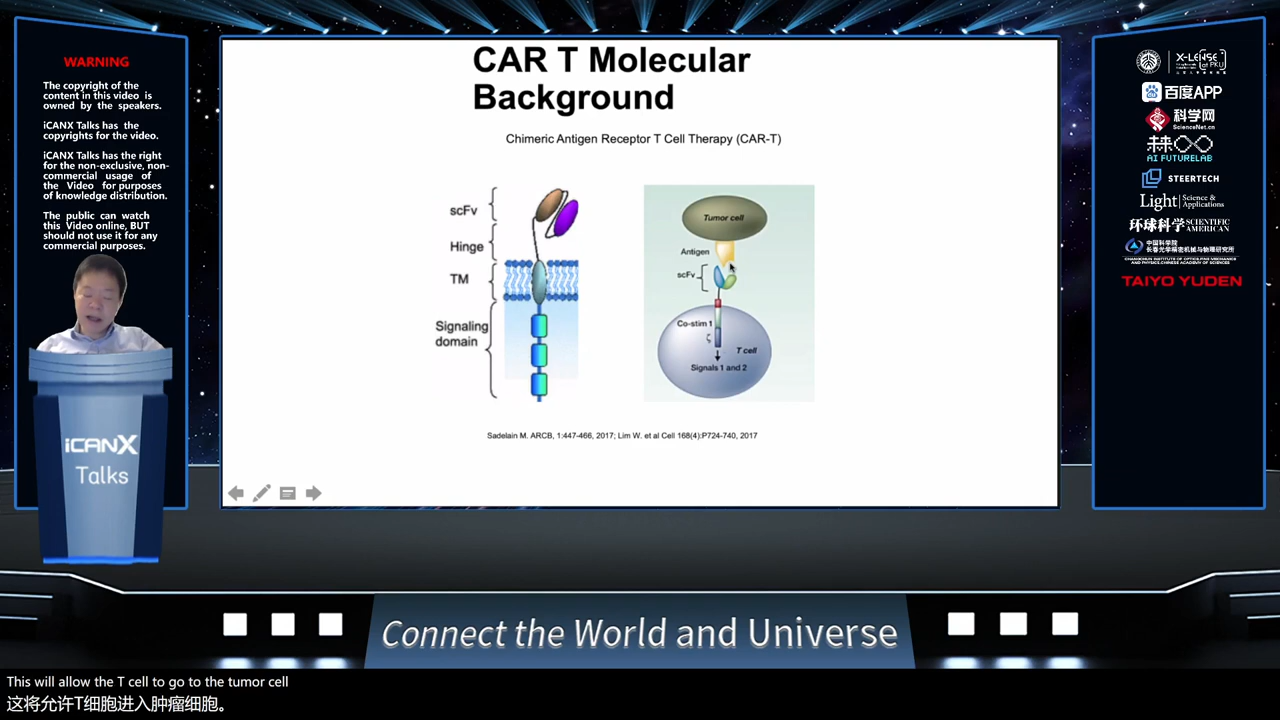 WARNING
The copyright of the
content in this video is
owned by the speakers.
iCANX Talks has the
copyrights for the video.
iCANX Talks has the right
for the non-exclusive, non-
commercial usage of
the Video for purposes
of knowledge distribution.
The public can watch
this Video online, BUT
should not use it for any
commercial purposes.
iCANX
Talks
CAR T Molecular
Background
Chimeric Antigen Receptor T Cell Therapy (CAR-T)
scFv
Hinge
TM
Signaling
domain
Tumor cell
Antigen
scFv
Co-stim 1
ζ
T cell
Signals 1 and 2
Sadelain M. ARCB, 1:447-466, 2017; Lim W. et al Cell 168(4):P724-740, 2017
X-LENSE
at PKU
百度APP
科学网
ScienceNet.cn
AI FUTURELAB
STEERTECH
Light Science & Applications
环球科学 SCIENTIFIC AMERICAN
中国科学院
长春光学精密机械与物理研究所
CHANGCHUN INSTITUTE OF OPTICS, FINE MECHANICS
AND PHYSICS, CHINESE ACADEMY OF SCIENCES
TAIYO YUDEN
Connect the World and Universe
This will allow the T cell to go to the tumor cell
这将允许T细胞进入肿瘤细胞。